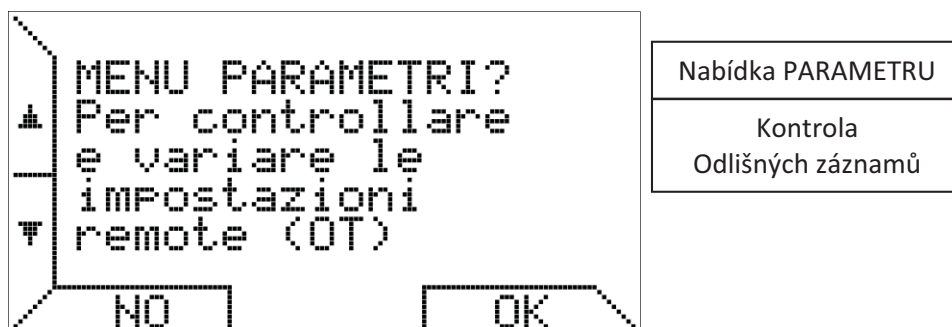 MENU PARAMETRI?
Per controllare
e variare le
impostazioni
remote (OT)
NO OK
Nabídka PARAMETRU
Kontrola
Odlišných záznamů